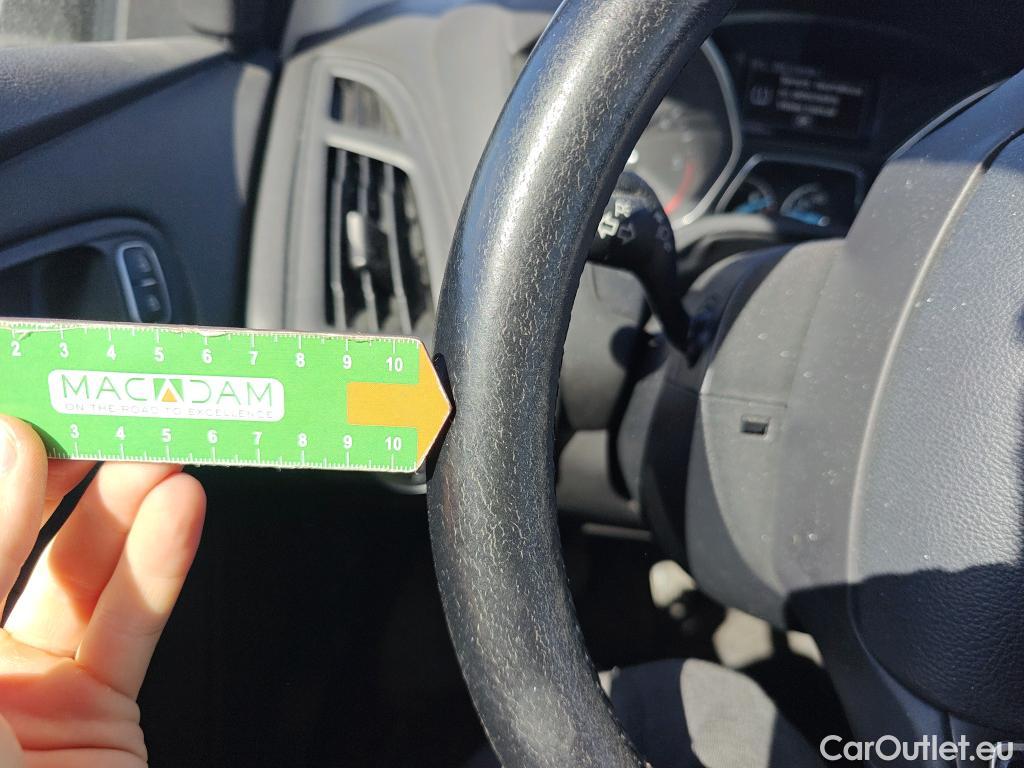 2 3 4 5 6 7 8 9 10
MACADAM
ON THE ROAD TO EXCELLENCE
3 4 5 6 7 8 9 10
CarOutlet.eu